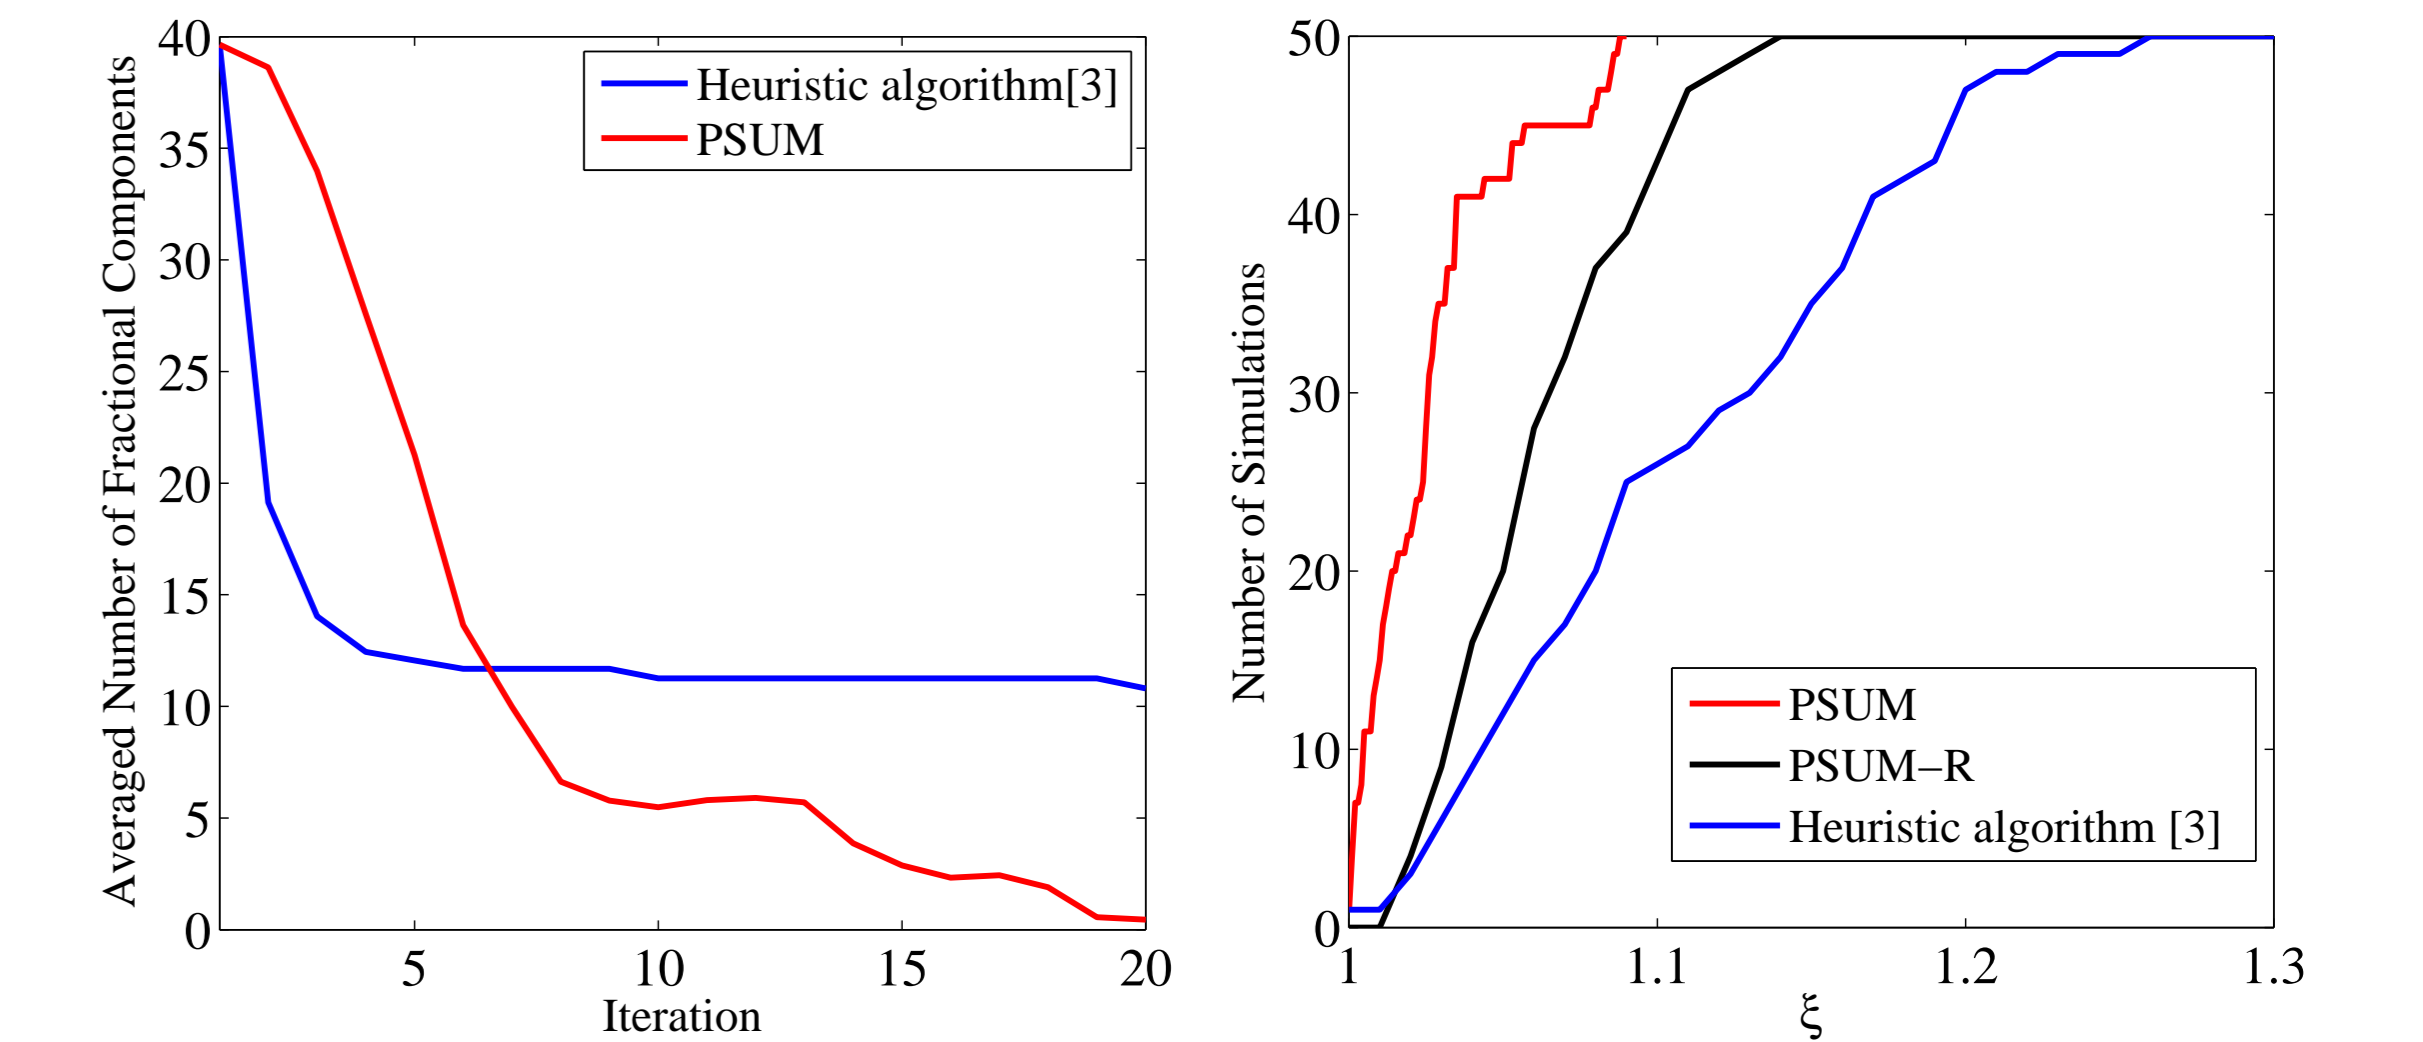 Averaged Number of Fractional Components
40
35
30
25
20
15
10
5
0
5
10
15
20
Iteration
Heuristic algorithm[3]
PSUM
Number of Simulations
50
40
30
20
10
0
1
1.1
1.2
1.3
ξ
PSUM
PSUM−R
Heuristic algorithm [3]